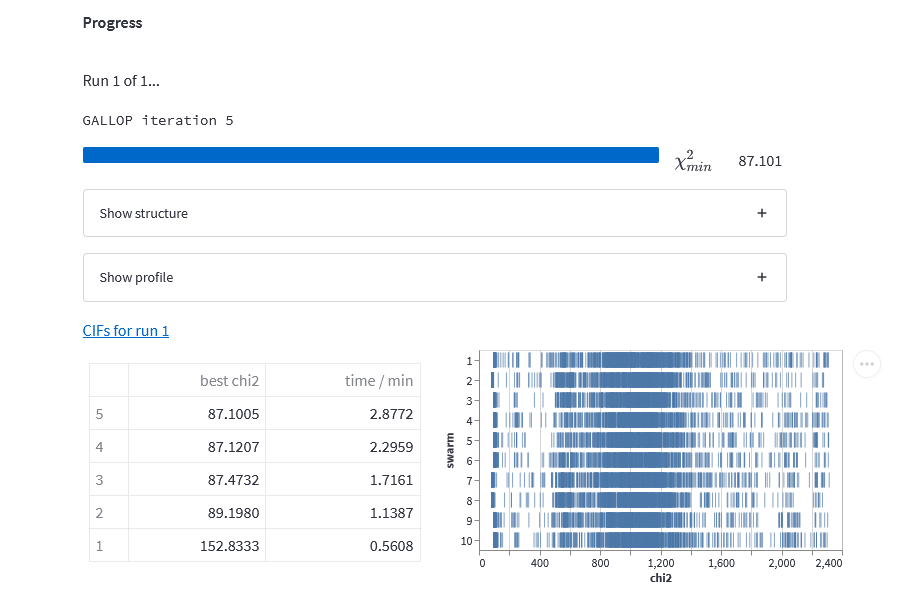 Progress
Run 1 of 1...
GALLOP iteration 5
χ²min 87.101
Show structure +
Show profile +
CIFs for run 1
best chi2 time / min
5 87.1005 2.8772
4 87.1207 2.2959
3 87.4732 1.7161
2 89.1980 1.1387
1 152.8333 0.5608
swarm
1
2
3
4
5
6
7
8
9
10
0 400 800 1,200 1,600 2,000 2,400
chi2